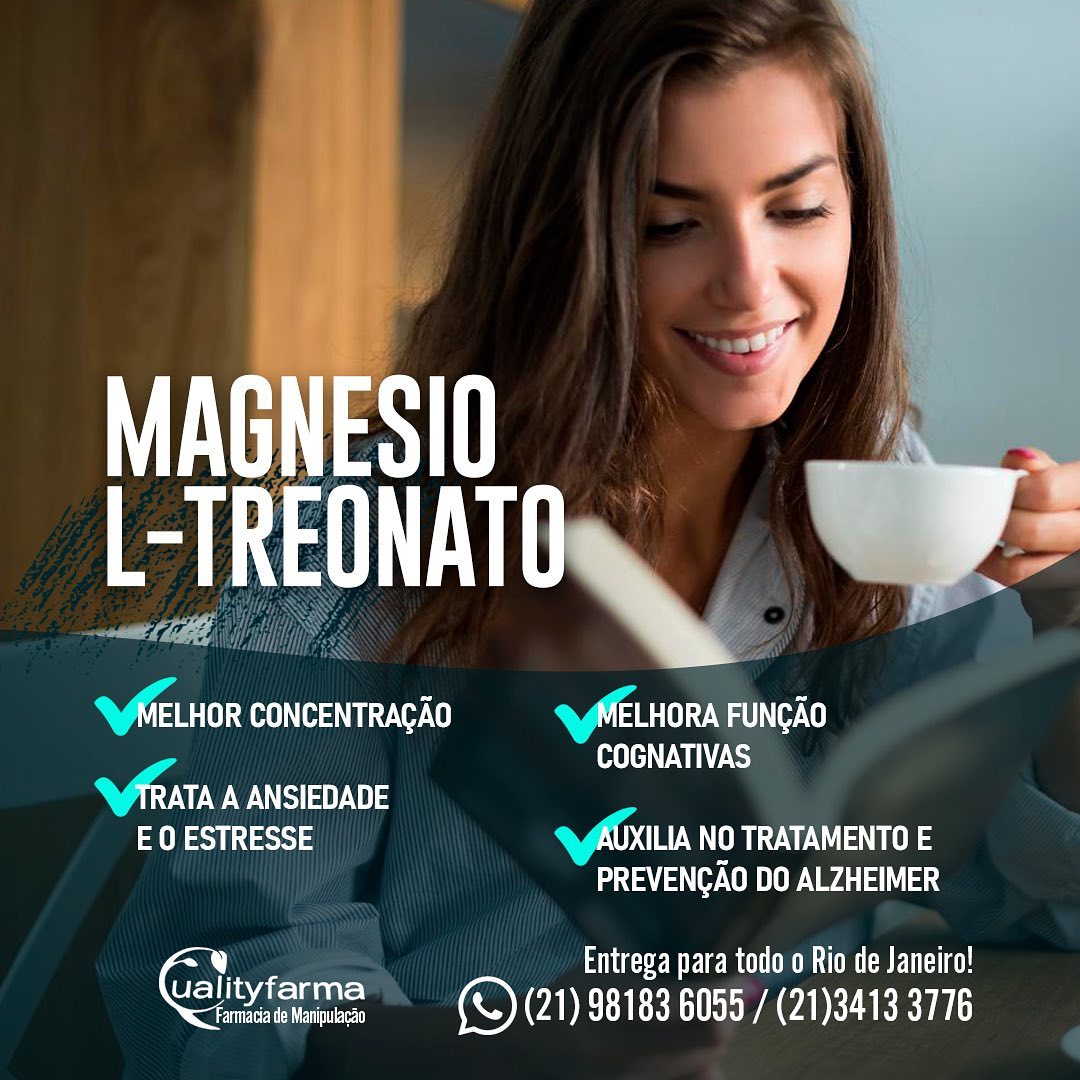 MAGNESIO
L-TREONATO
MELHOR CONCENTRAÇÃO
TRATA A ANSIEDADE
E O ESTRESSE
MELHORA FUNÇÃO
COGNATIVAS
AUXILIA NO TRATAMENTO E
PREVENÇÃO DO ALZHEIMER
Qualityfarma
Farmacia de Manipulação
Entrega para todo o Rio de Janeiro!
(21) 98183 6055 / (21)3413 3776